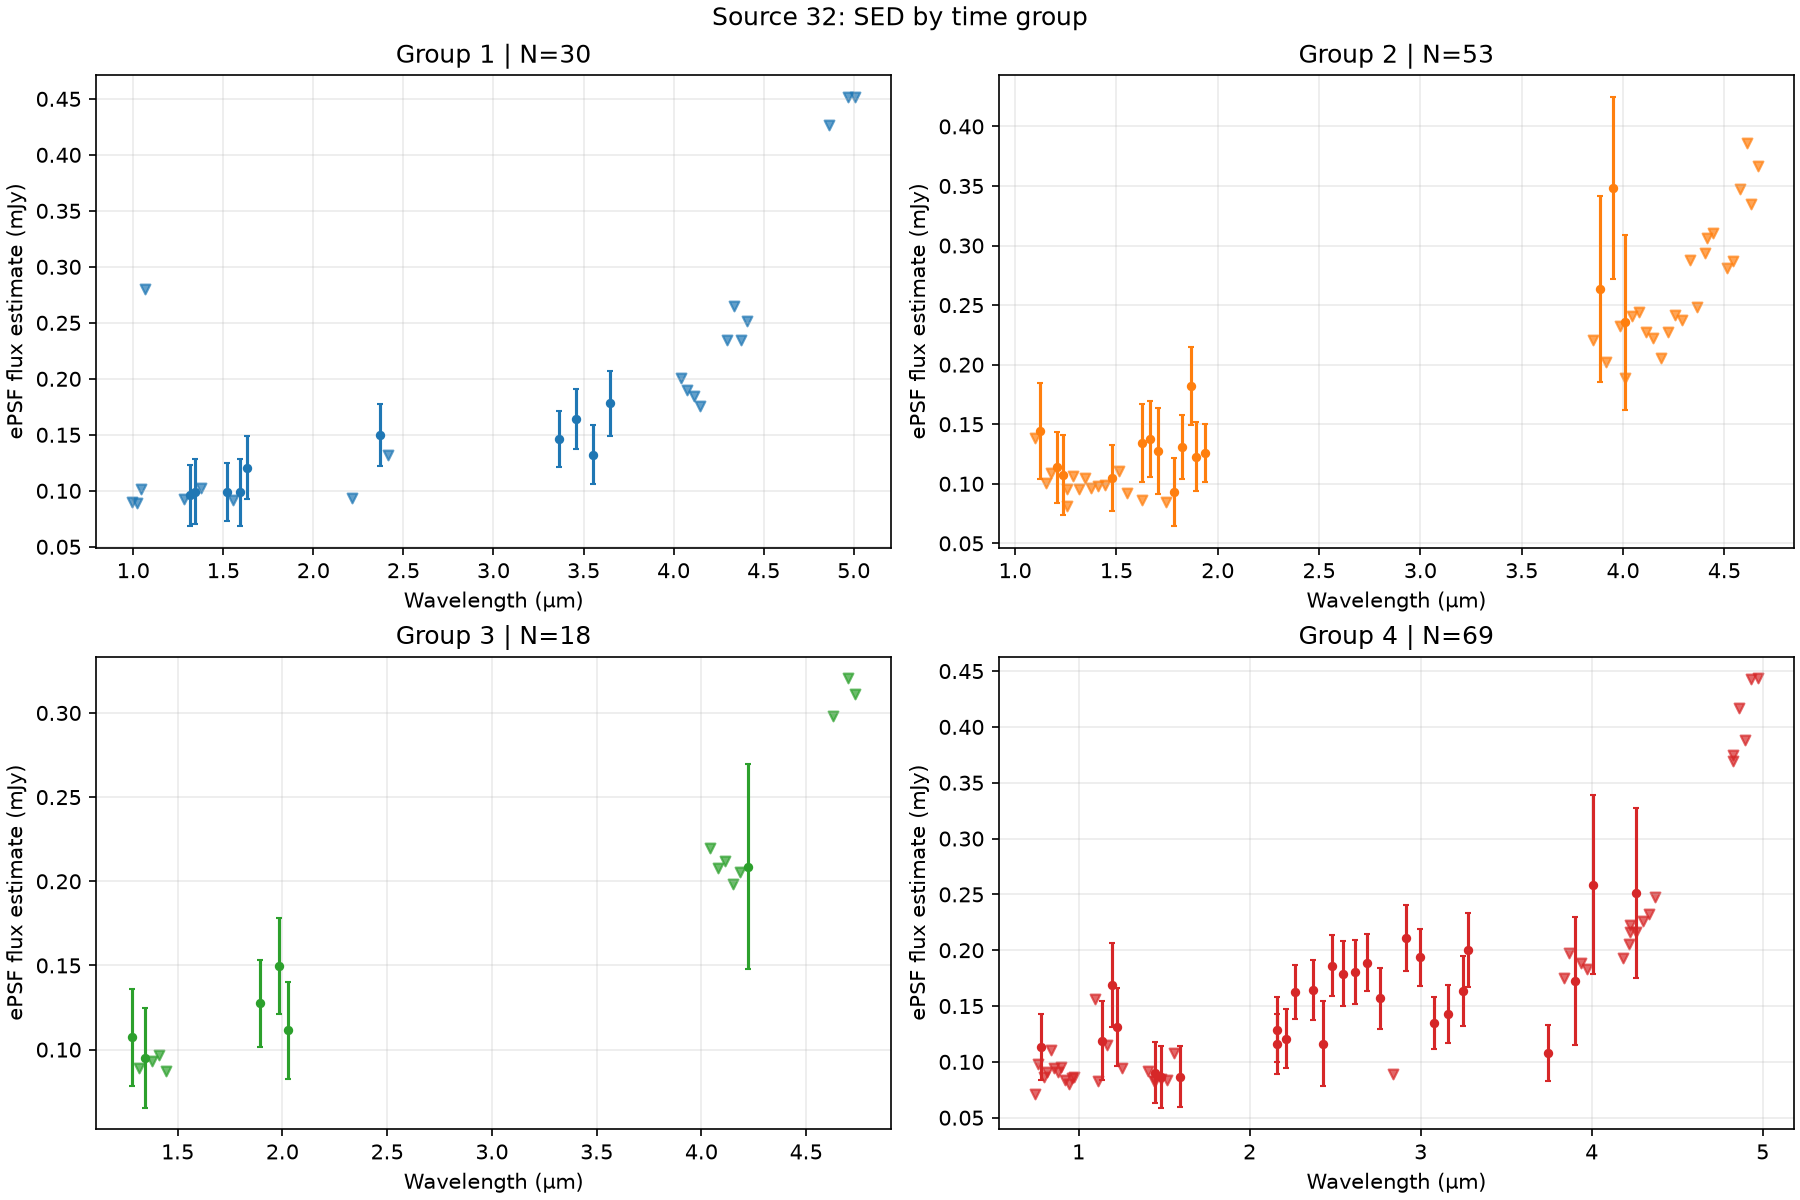 Source 32: SED by time group
Group 1 | N=30
ePSF flux estimate (mJy)
0.45
0.40
0.35
0.30
0.25
0.20
0.15
0.10
0.05
1.0 1.5 2.0 2.5 3.0 3.5 4.0 4.5 5.0
Wavelength (μm)
Group 2 | N=53
ePSF flux estimate (mJy)
0.40
0.35
0.30
0.25
0.20
0.15
0.10
0.05
1.0 1.5 2.0 2.5 3.0 3.5 4.0 4.5
Wavelength (μm)
Group 3 | N=18
ePSF flux estimate (mJy)
0.30
0.25
0.20
0.15
0.10
1.5 2.0 2.5 3.0 3.5 4.0 4.5
Wavelength (μm)
Group 4 | N=69
ePSF flux estimate (mJy)
0.45
0.40
0.35
0.30
0.25
0.20
0.15
0.10
0.05
1 2 3 4 5
Wavelength (μm)